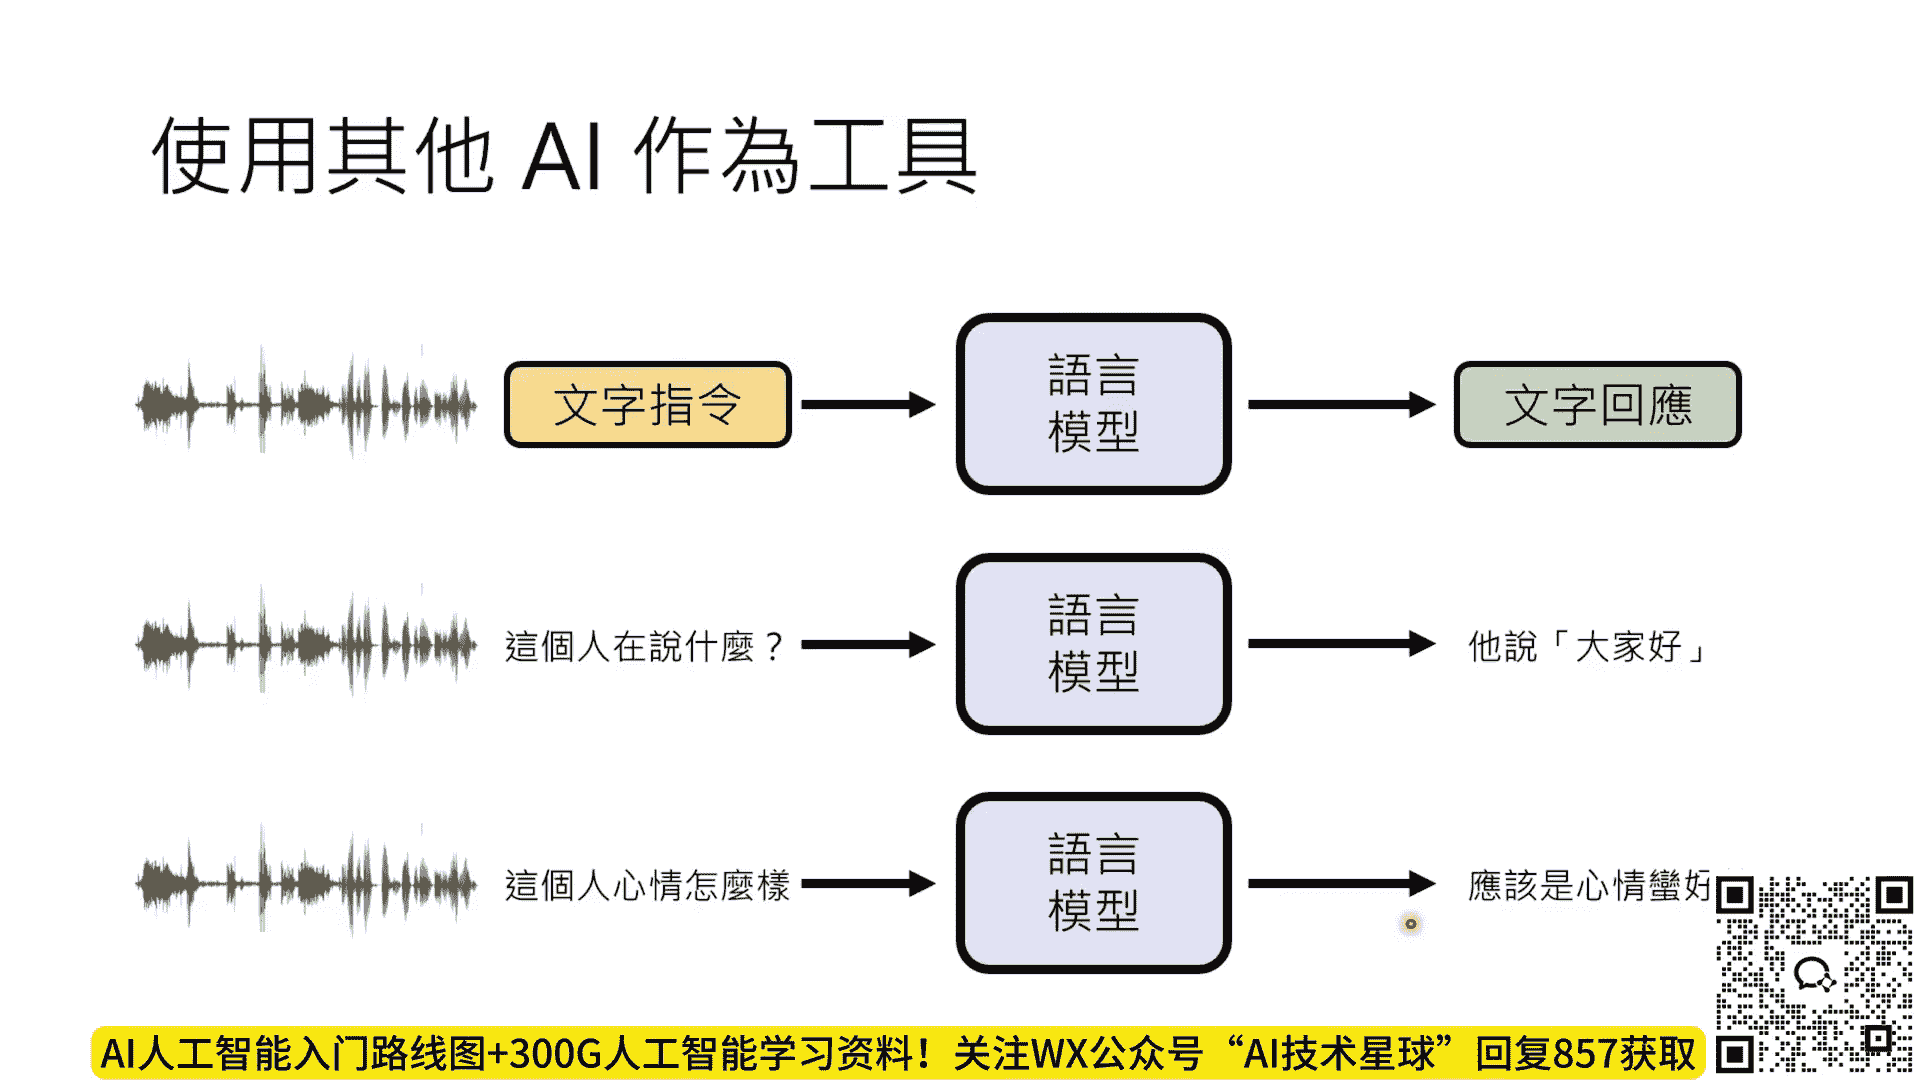 使用其他 AI 作為工具
文字指令
語言
模型
文字回應
這個人在說什麼？
語言
模型
他說「大家好」
這個人心情怎麼樣
語言
模型
應該是心情蠻好
AI人工智能入门路线图+300G人工智能学习资料！关注WX公众号“AI技术星球”回复857获取